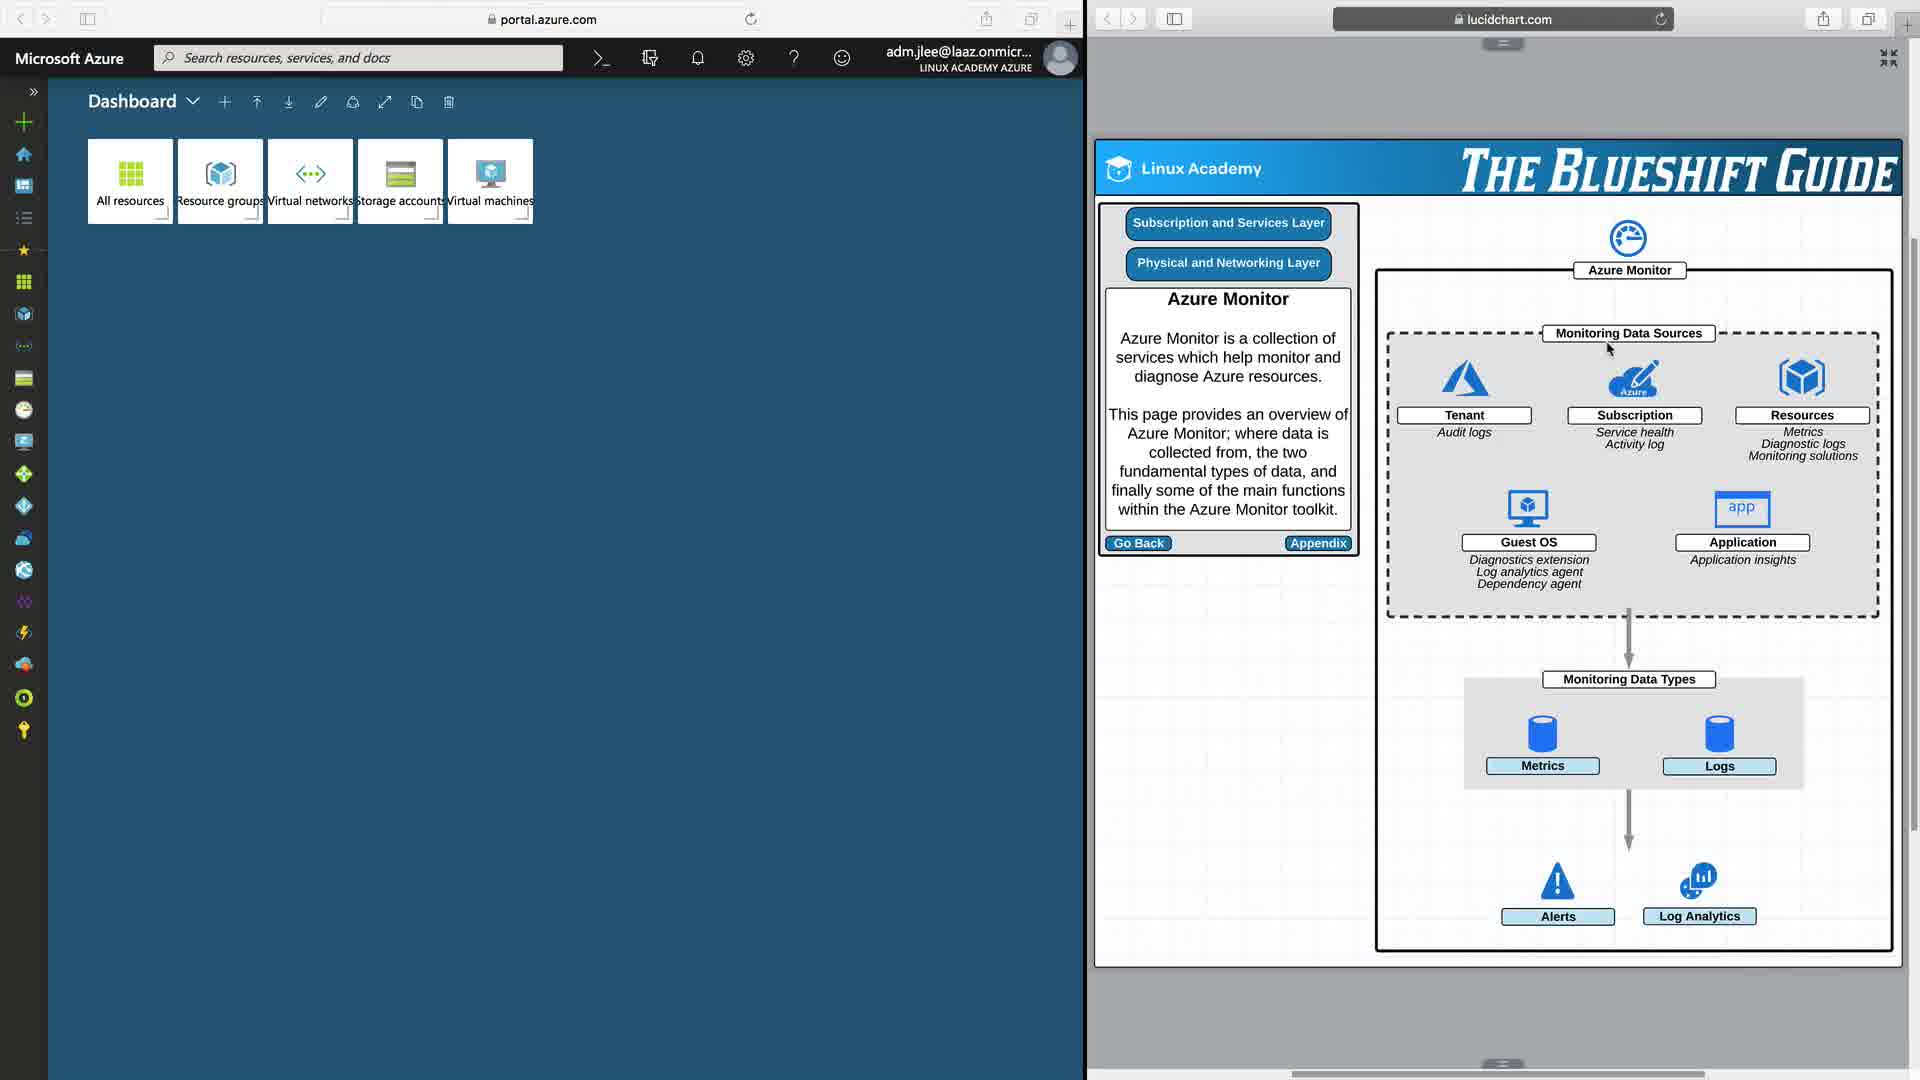 portal.azure.com
Microsoft Azure
Search resources, services, and docs
adm.jlee@laaz.onmicr...
LINUX ACADEMY AZURE
Dashboard
All resources
Resource groups
Virtual networks
Storage accounts
Virtual machines
lucidchart.com
Linux Academy
THE BLUESHIFT GUIDE
Subscription and Services Layer
Physical and Networking Layer
Azure Monitor
Azure Monitor is a collection of
services which help monitor and
diagnose Azure resources.
This page provides an overview of
Azure Monitor; where data is
collected from, the two
fundamental types of data, and
finally some of the main functions
within the Azure Monitor toolkit.
Go Back
Appendix
Azure Monitor
Monitoring Data Sources
Tenant
Audit logs
Azure
Subscription
Service health
Activity log
Resources
Metrics
Diagnostic logs
Monitoring solutions
Guest OS
Diagnostics extension
Log analytics agent
Dependency agent
app
Application
Application insights
Monitoring Data Types
Metrics
Logs
Alerts
Log Analytics